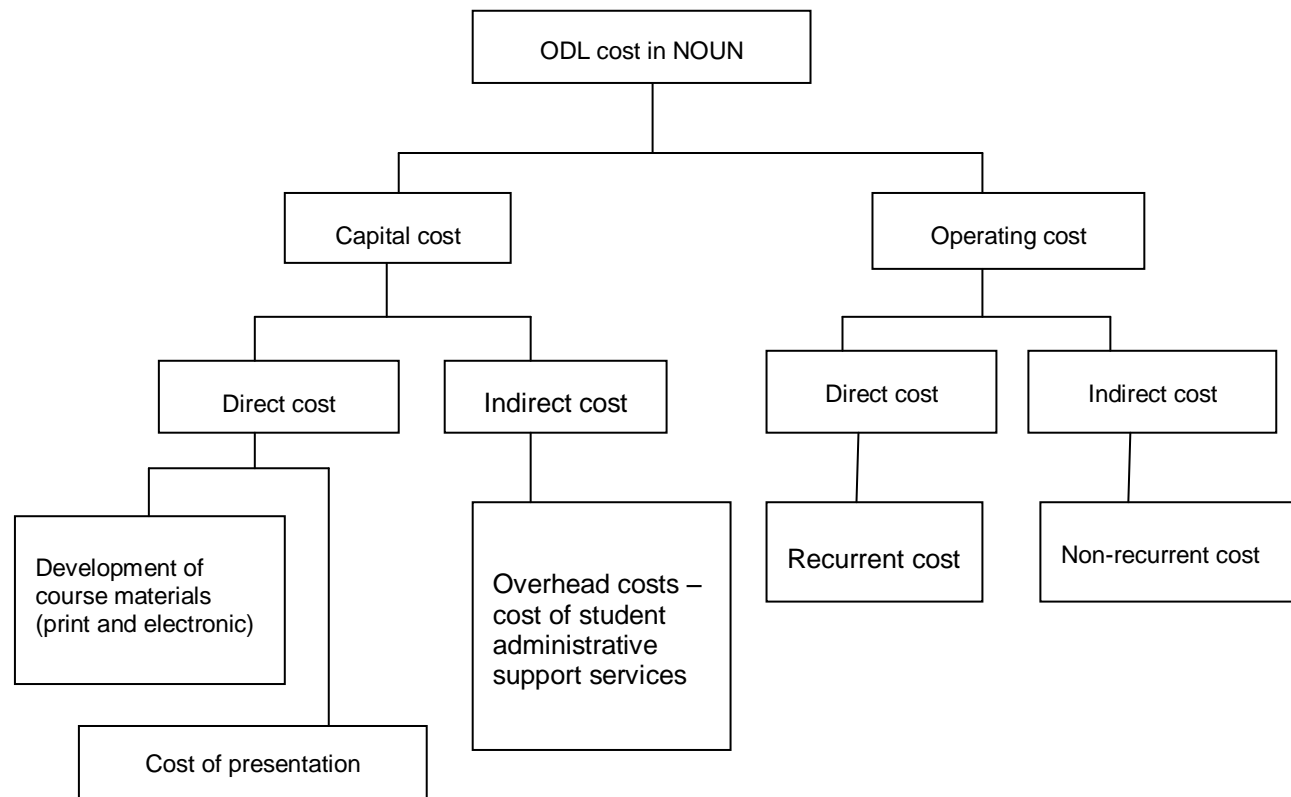 ODL cost in NOUN
Capital cost
Operating cost
Direct cost
Indirect cost
Direct cost
Indirect cost
Development of
course materials
(print and electronic)
Overhead costs –
cost of student
administrative
support services
Recurrent cost
Non-recurrent cost
Cost of presentation